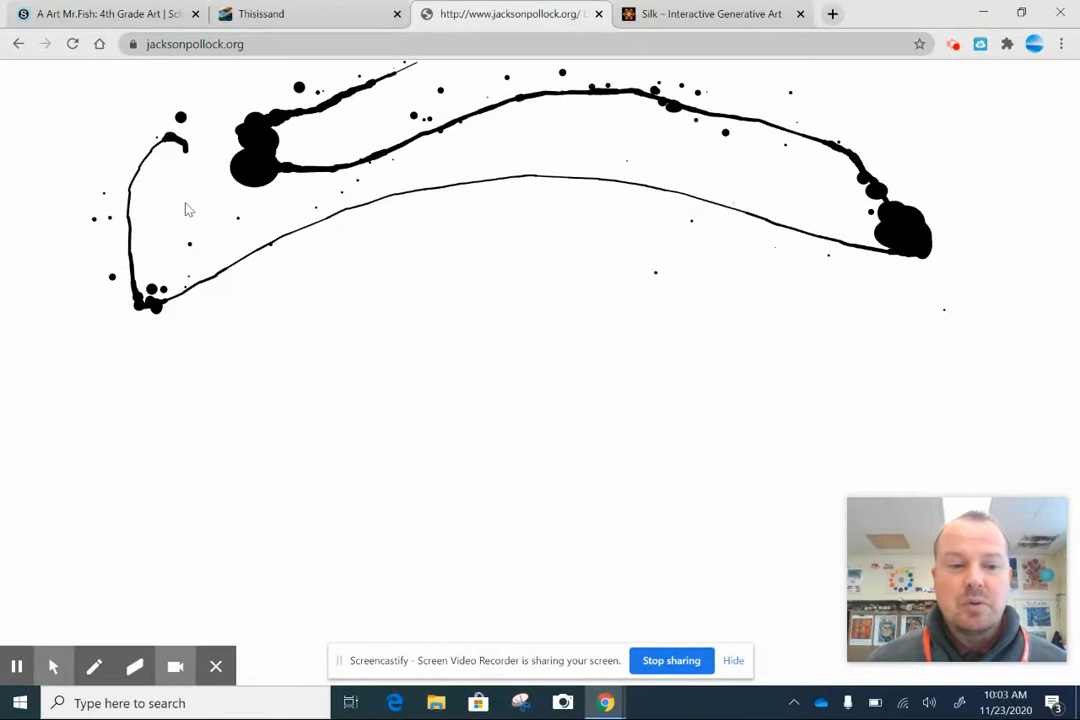 A Art Mr.Fish: 4th Grade Art | Sch
Thisissand
http://www.jacksonpollock.org/
Silk – Interactive Generative Art
jacksonpollock.org
Screencastify - Screen Video Recorder is sharing your screen.
Stop sharing
Hide
Type here to search
10:03 AM
11/23/2020
3